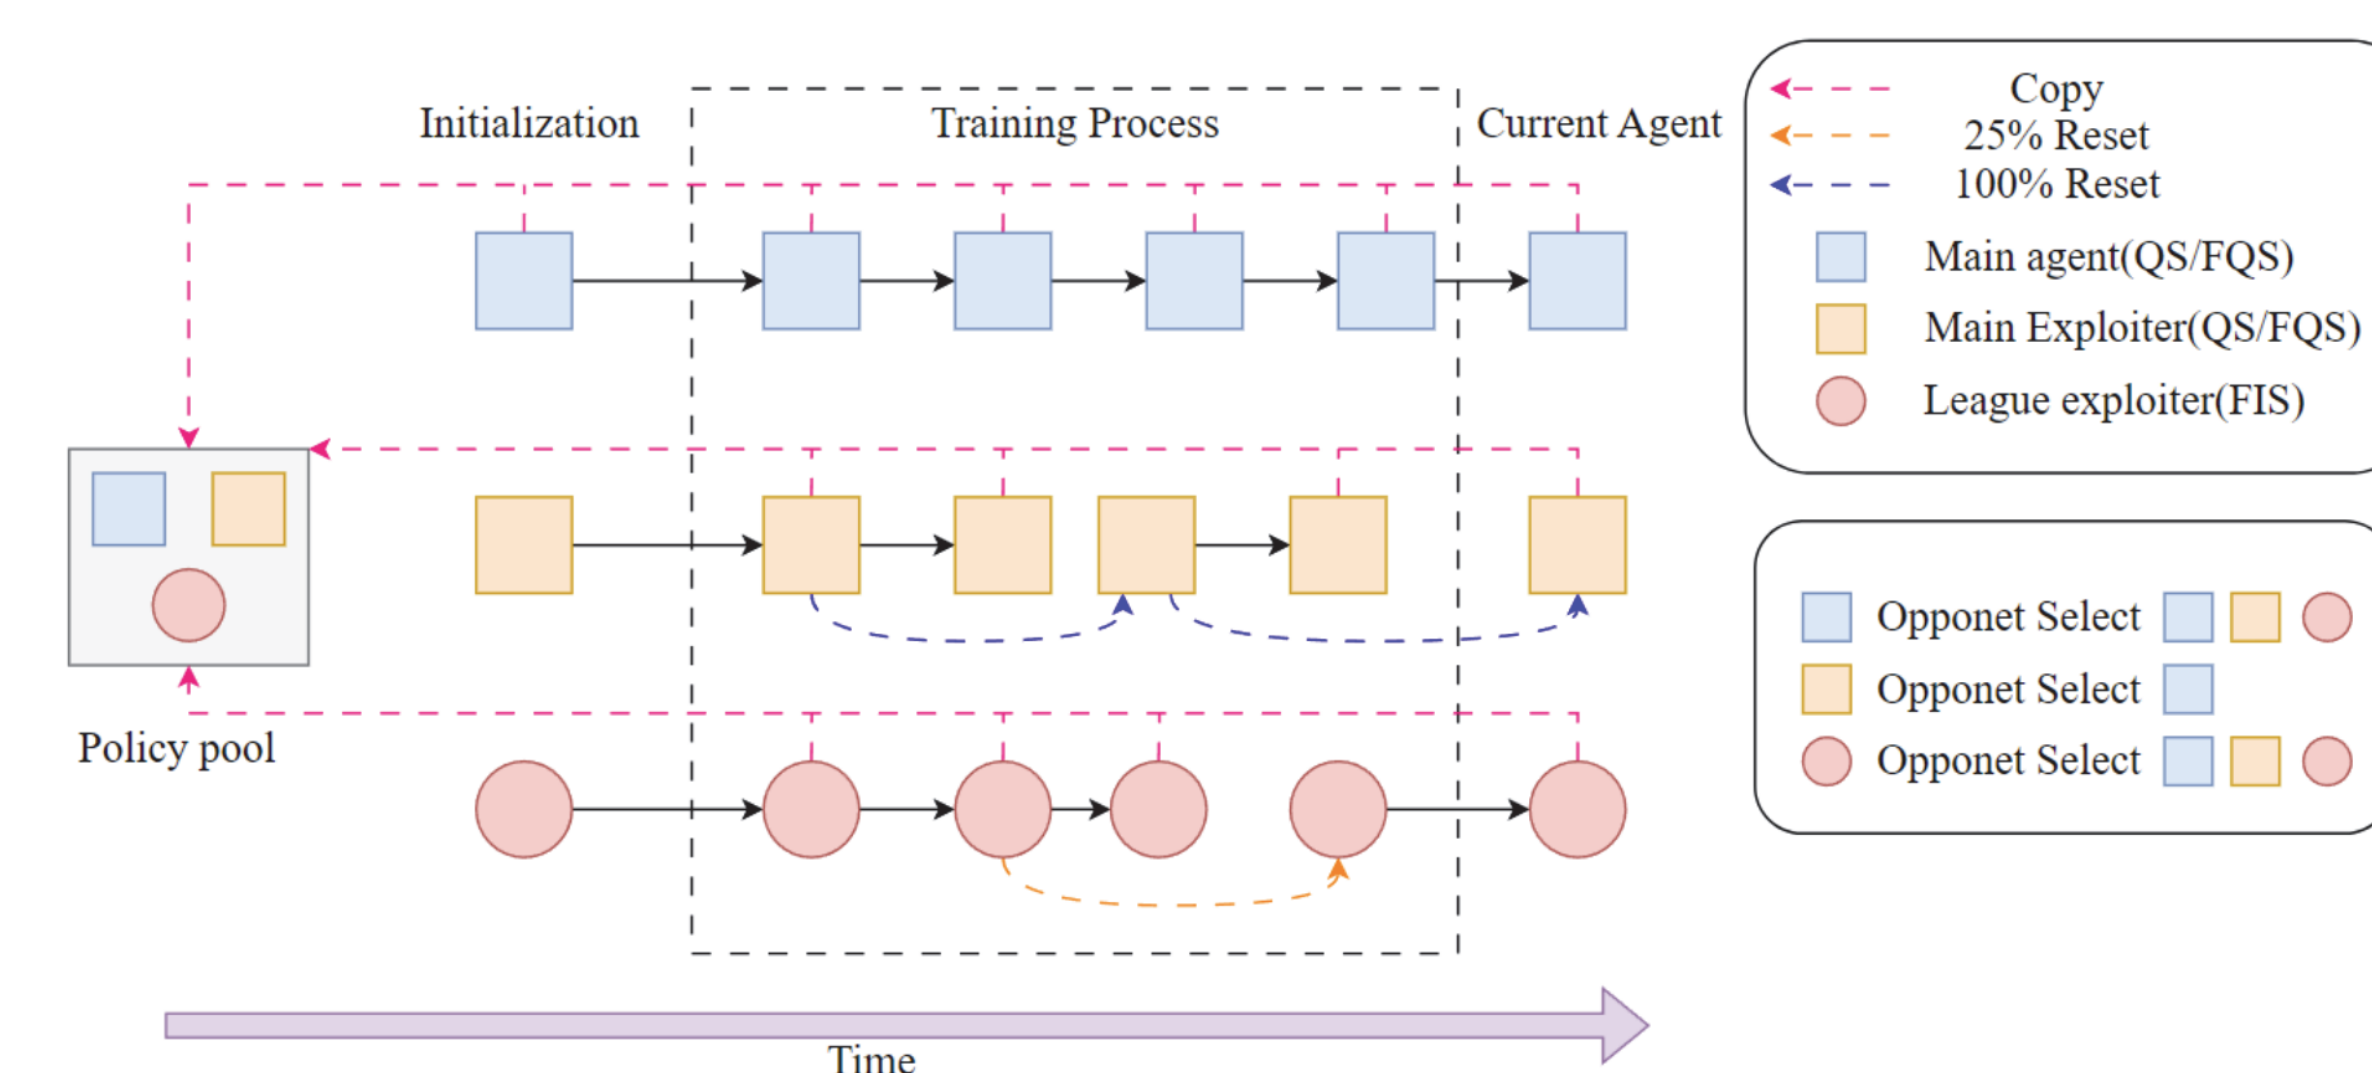 Initialization
Training Process
Current Agent
Policy pool
Time
Copy
25% Reset
100% Reset
Main agent(QS/FQS)
Main Exploiter(QS/FQS)
League exploiter(FIS)
Opponet Select
Opponet Select
Opponet Select